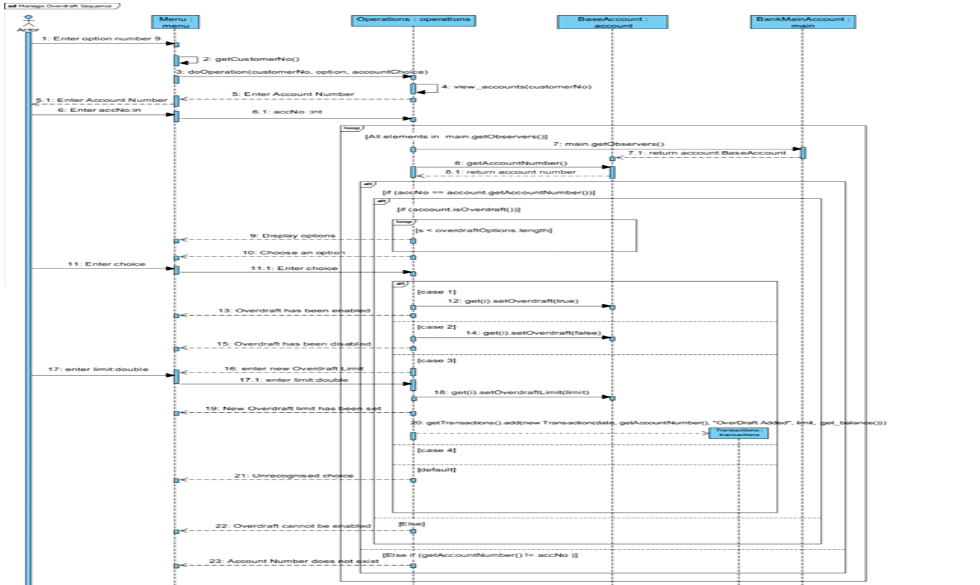 sd Manage Overdraft Sequence
Actor
Menu :
menu
Operations : operations
BaseAccount :
account
BankMainAccount :
main
1: Enter option number 9
2: getCustomerNo()
3: doOperation(customerNo, option, accountChoice)
4: view_accounts(customerNo)
5: Enter Account Number
5.1: Enter Account Number
6: Enter accNo:in
6.1: accNo :int
loop
[All elements in main.getObservers()]
7: main.getObservers()
7.1: return account:BaseAccount
8: getAccountNumber()
8.1: return account number
alt
[if (accNo == account.getAccountNumber())]
alt
[if (account.isOverdraft())]
loop
[s < overdraftOptions.length]
9: Display options
10: Choose an option
11: Enter choice
11.1: Enter choice
alt
[case 1]
12: get(i).setOverdraft(true)
13: Overdraft has been enabled
[case 2]
14: get(i).setOverdraft(false)
15: Overdraft has been disabled
[case 3]
16: enter new Overdraft Limit
17: enter limit:double
17.1: enter limit:double
18: get(i).setOverdraftLimit(limit)
19: New Overdraft limit has been set
20: getTransactions().add(new Transaction(date, getAccountNumber(), "OverDraft Added", limit, get_balance()))
Transactions :
transactions
[case 4]
[default]
21: Unrecognised choice
[Else]
22: Overdraft cannot be enabled
[Else if (getAccountNumber() != accNo )]
23: Account Number does not exist